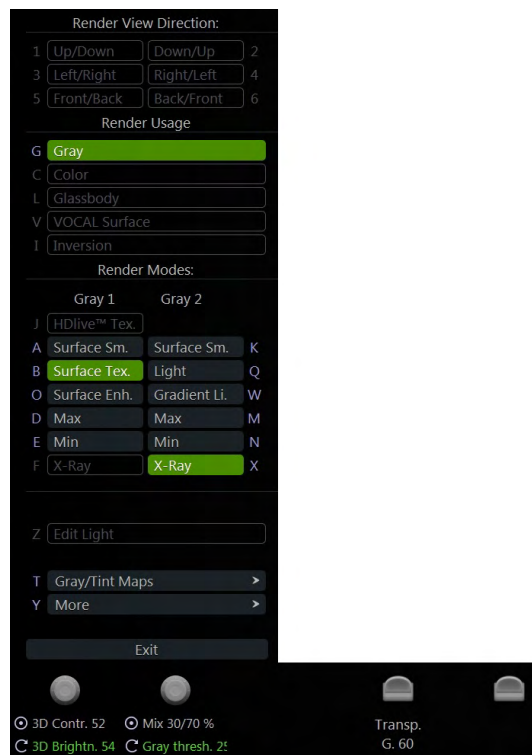 Render View Direction:
1 Up/Down Down/Up 2
3 Left/Right Right/Left 4
5 Front/Back Back/Front 6
Render Usage
G Gray
C Color
L Glassbody
V VOCAL Surface
I Inversion
Render Modes:
Gray 1 Gray 2
J HDlive™ Tex.
A Surface Sm. Surface Sm. K
B Surface Tex. Light Q
O Surface Enh. Gradient Li. W
D Max Max M
E Min Min N
F X-Ray X-Ray X
Z Edit Light
T Gray/Tint Maps >
Y More >
Exit
3D Contr. 52 Mix 30/70 % Transp.
3D Brightn. 54 Gray thresh. G. 60